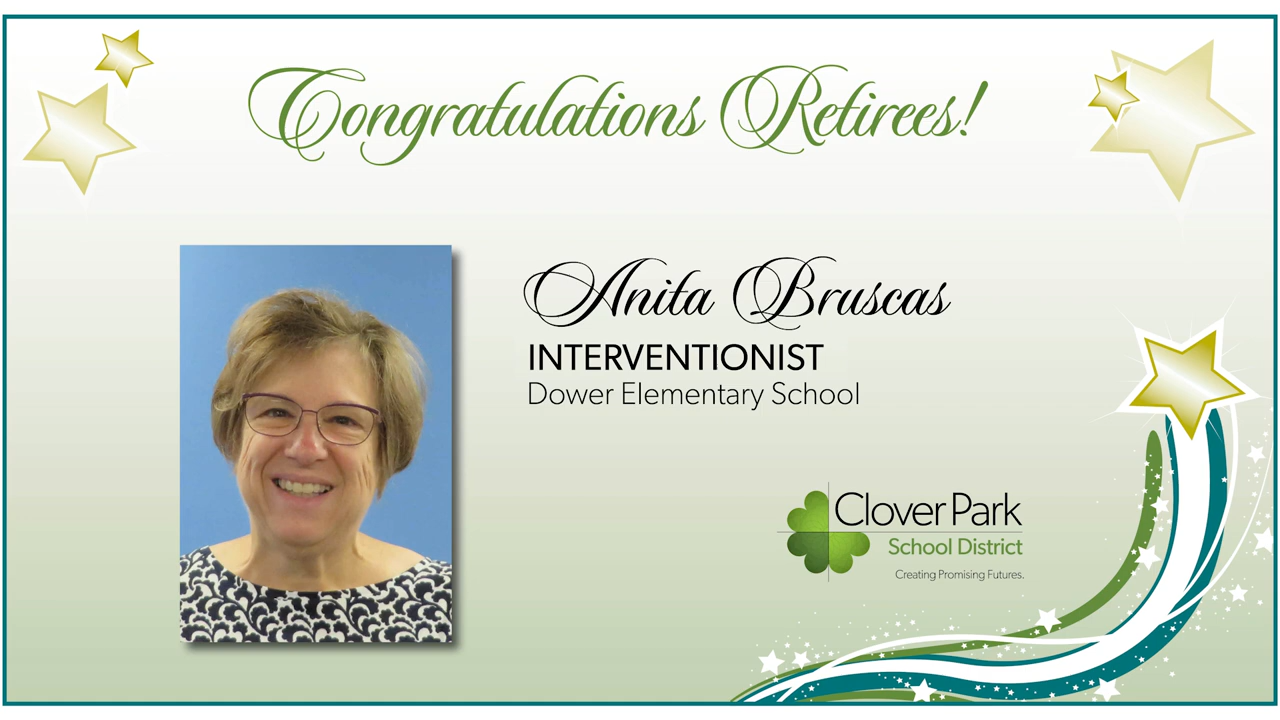 Congratulations Retirees!
Anita Bruscas
INTERVENTIONIST
Dower Elementary School
Clover Park
School District
Creating Promising Futures.